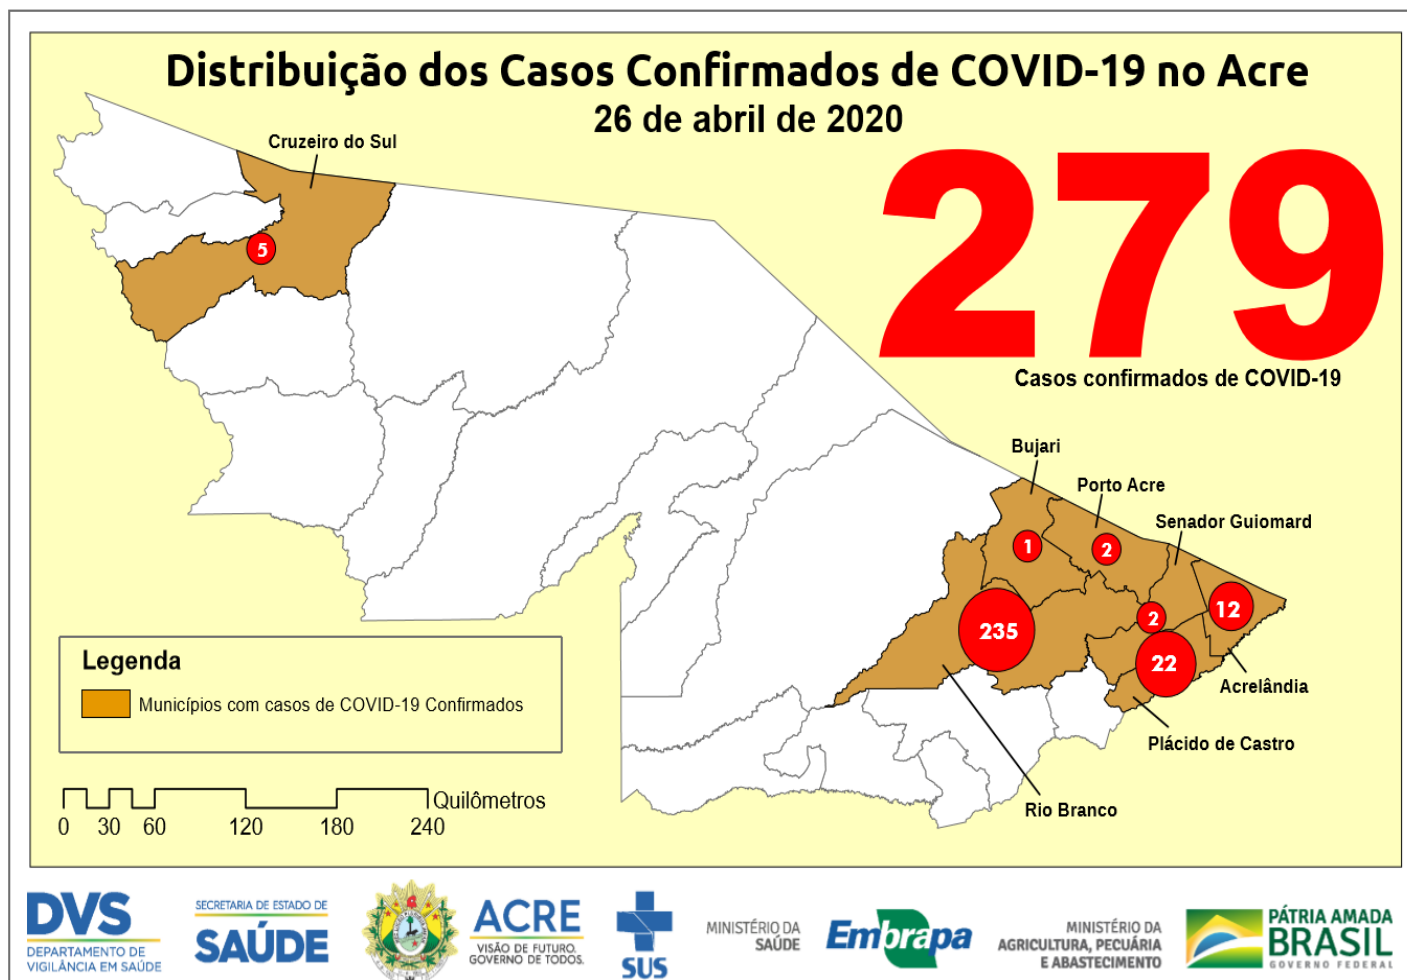 Distribuição dos Casos Confirmados de COVID-19 no Acre
26 de abril de 2020
279
Casos confirmados de COVID-19
Cruzeiro do Sul
5
Bujari
Porto Acre
Senador Guiomard
1
2
2
12
235
22
Acrelândia
Plácido de Castro
Rio Branco
Legenda
Municípios com casos de COVID-19 Confirmados
Quilômetros
0 30 60 120 180 240
DVS
DEPARTAMENTO DE
VIGILÂNCIA EM SAÚDE
SECRETARIA DE ESTADO DE
SAÚDE
ACRE
VISÃO DE FUTURO.
GOVERNO DE TODOS.
SUS
MINISTÉRIO DA
SAÚDE
Embrapa
MINISTÉRIO DA
AGRICULTURA, PECUÁRIA
E ABASTECIMENTO
PÁTRIA AMADA
BRASIL
GOVERNO FEDERAL